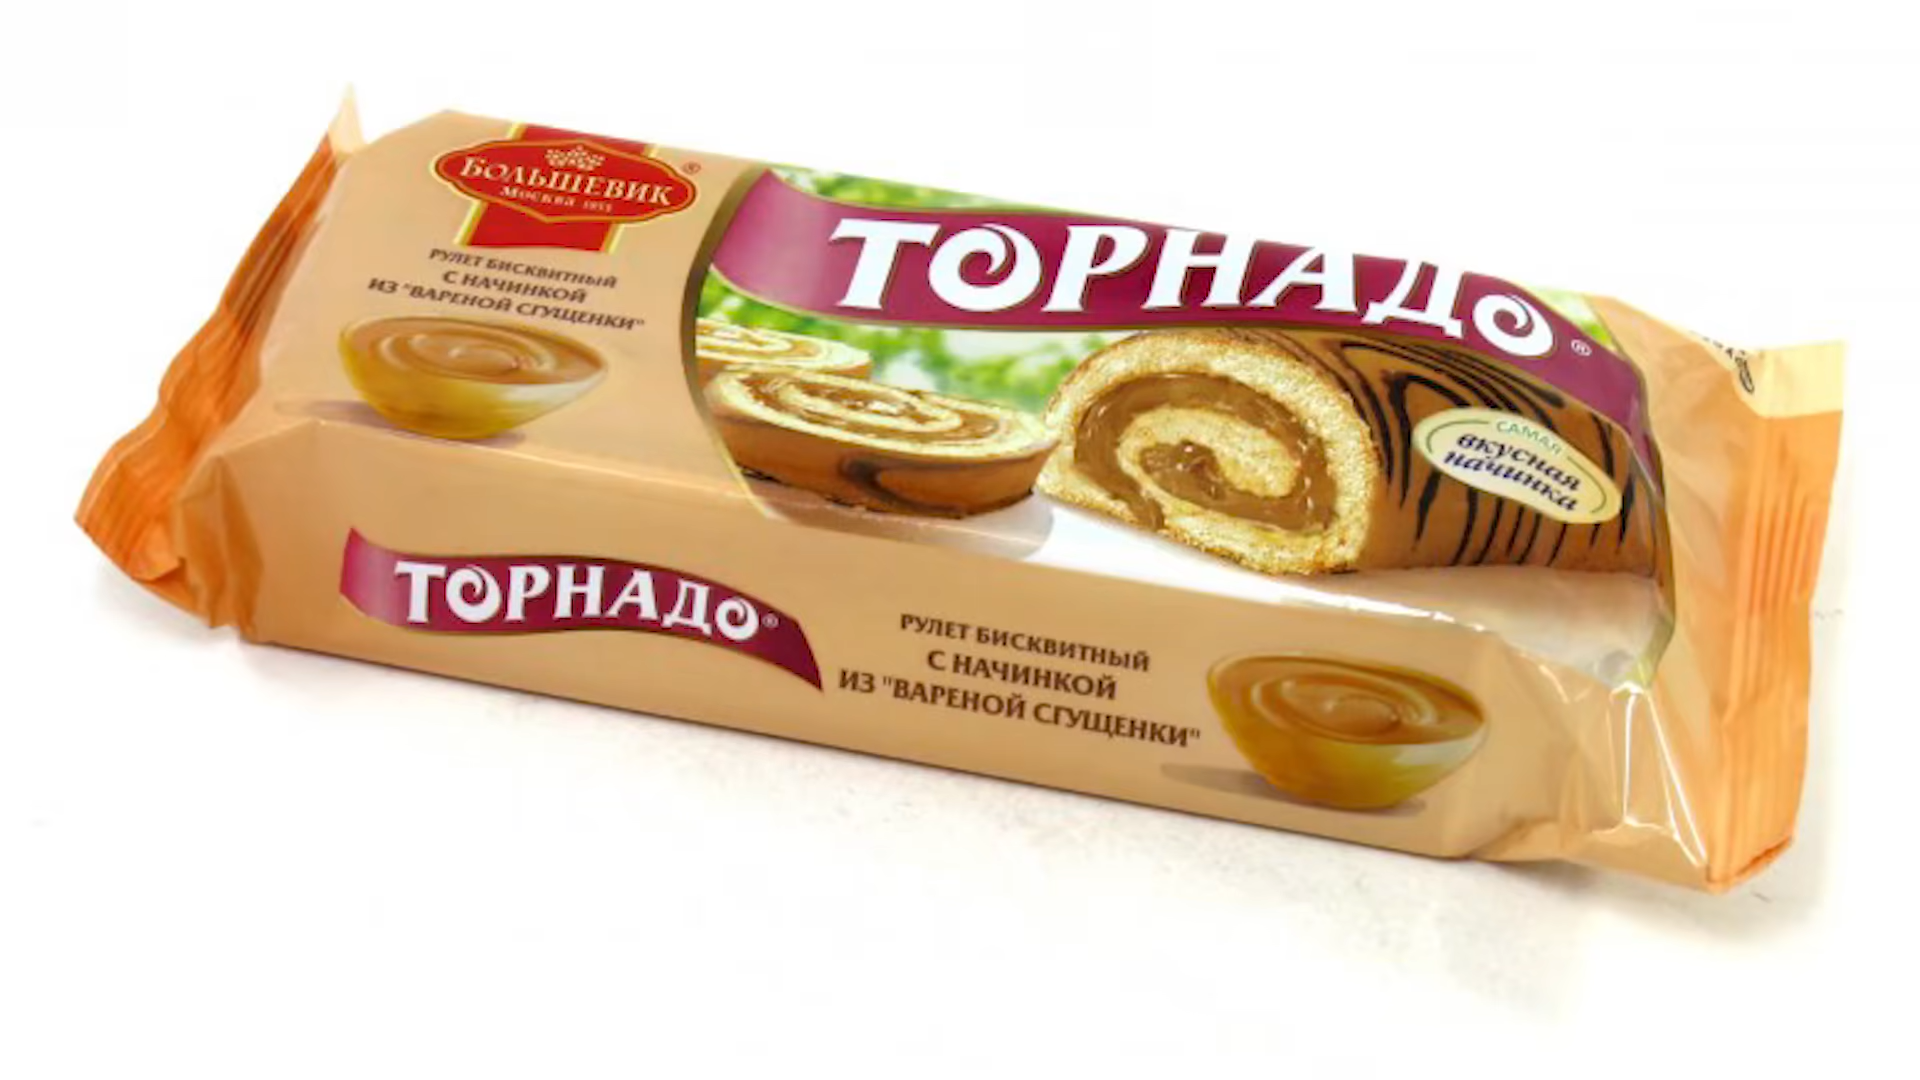 БОЛЬШЕВИК
МОСКВА 1855
РУЛЕТ БИСКВИТНЫЙ
С НАЧИНКОЙ
ИЗ "ВАРЕНОЙ СГУЩЕНКИ"
ТОРНАДО
САМАЯ
вкусная
начинка
ТОРНАДО
РУЛЕТ БИСКВИТНЫЙ
С НАЧИНКОЙ
ИЗ "ВАРЕНОЙ СГУЩЕНКИ"